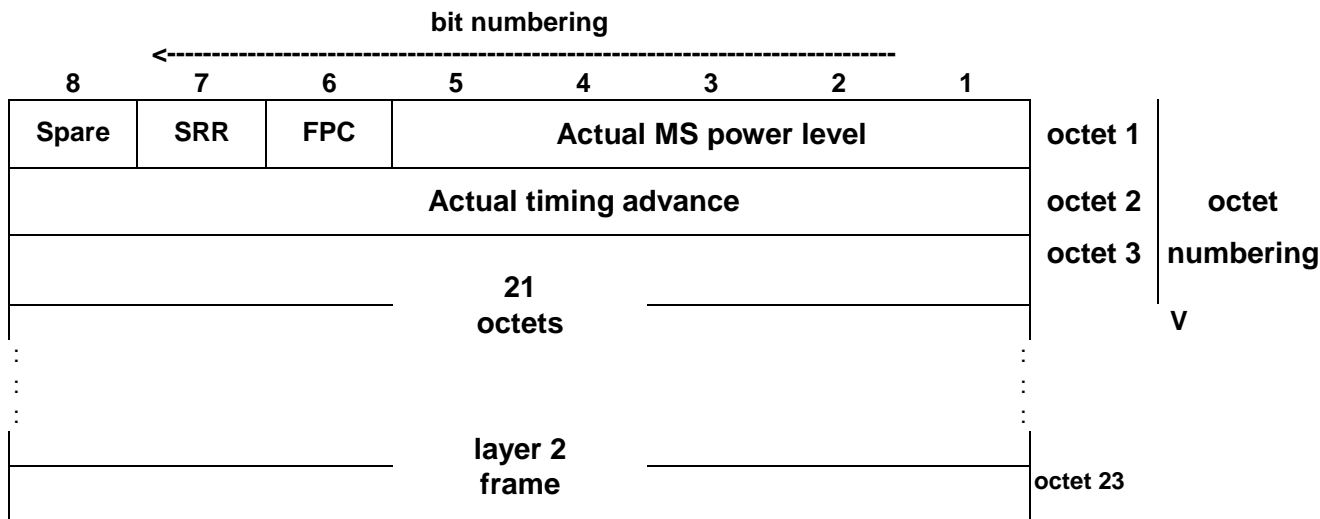 bit numbering
<--------------------------------------------------------------------------------
8 7 6 5 4 3 2 1
Spare SRR FPC Actual MS power level octet 1
Actual timing advance octet 2 octet
octet 3 numbering
21
octets
V
: :
: :
: :
layer 2
frame octet 23